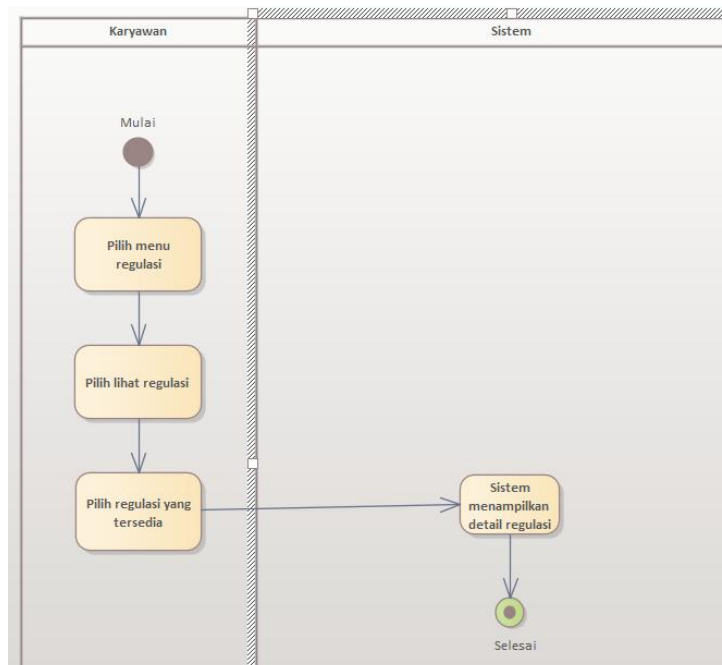 Karyawan
Sistem
Mulai
Pilih menu
regulasi
Pilih lihat regulasi
Pilih regulasi yang
tersedia
Sistem
menampilkan
detail regulasi
Selesai